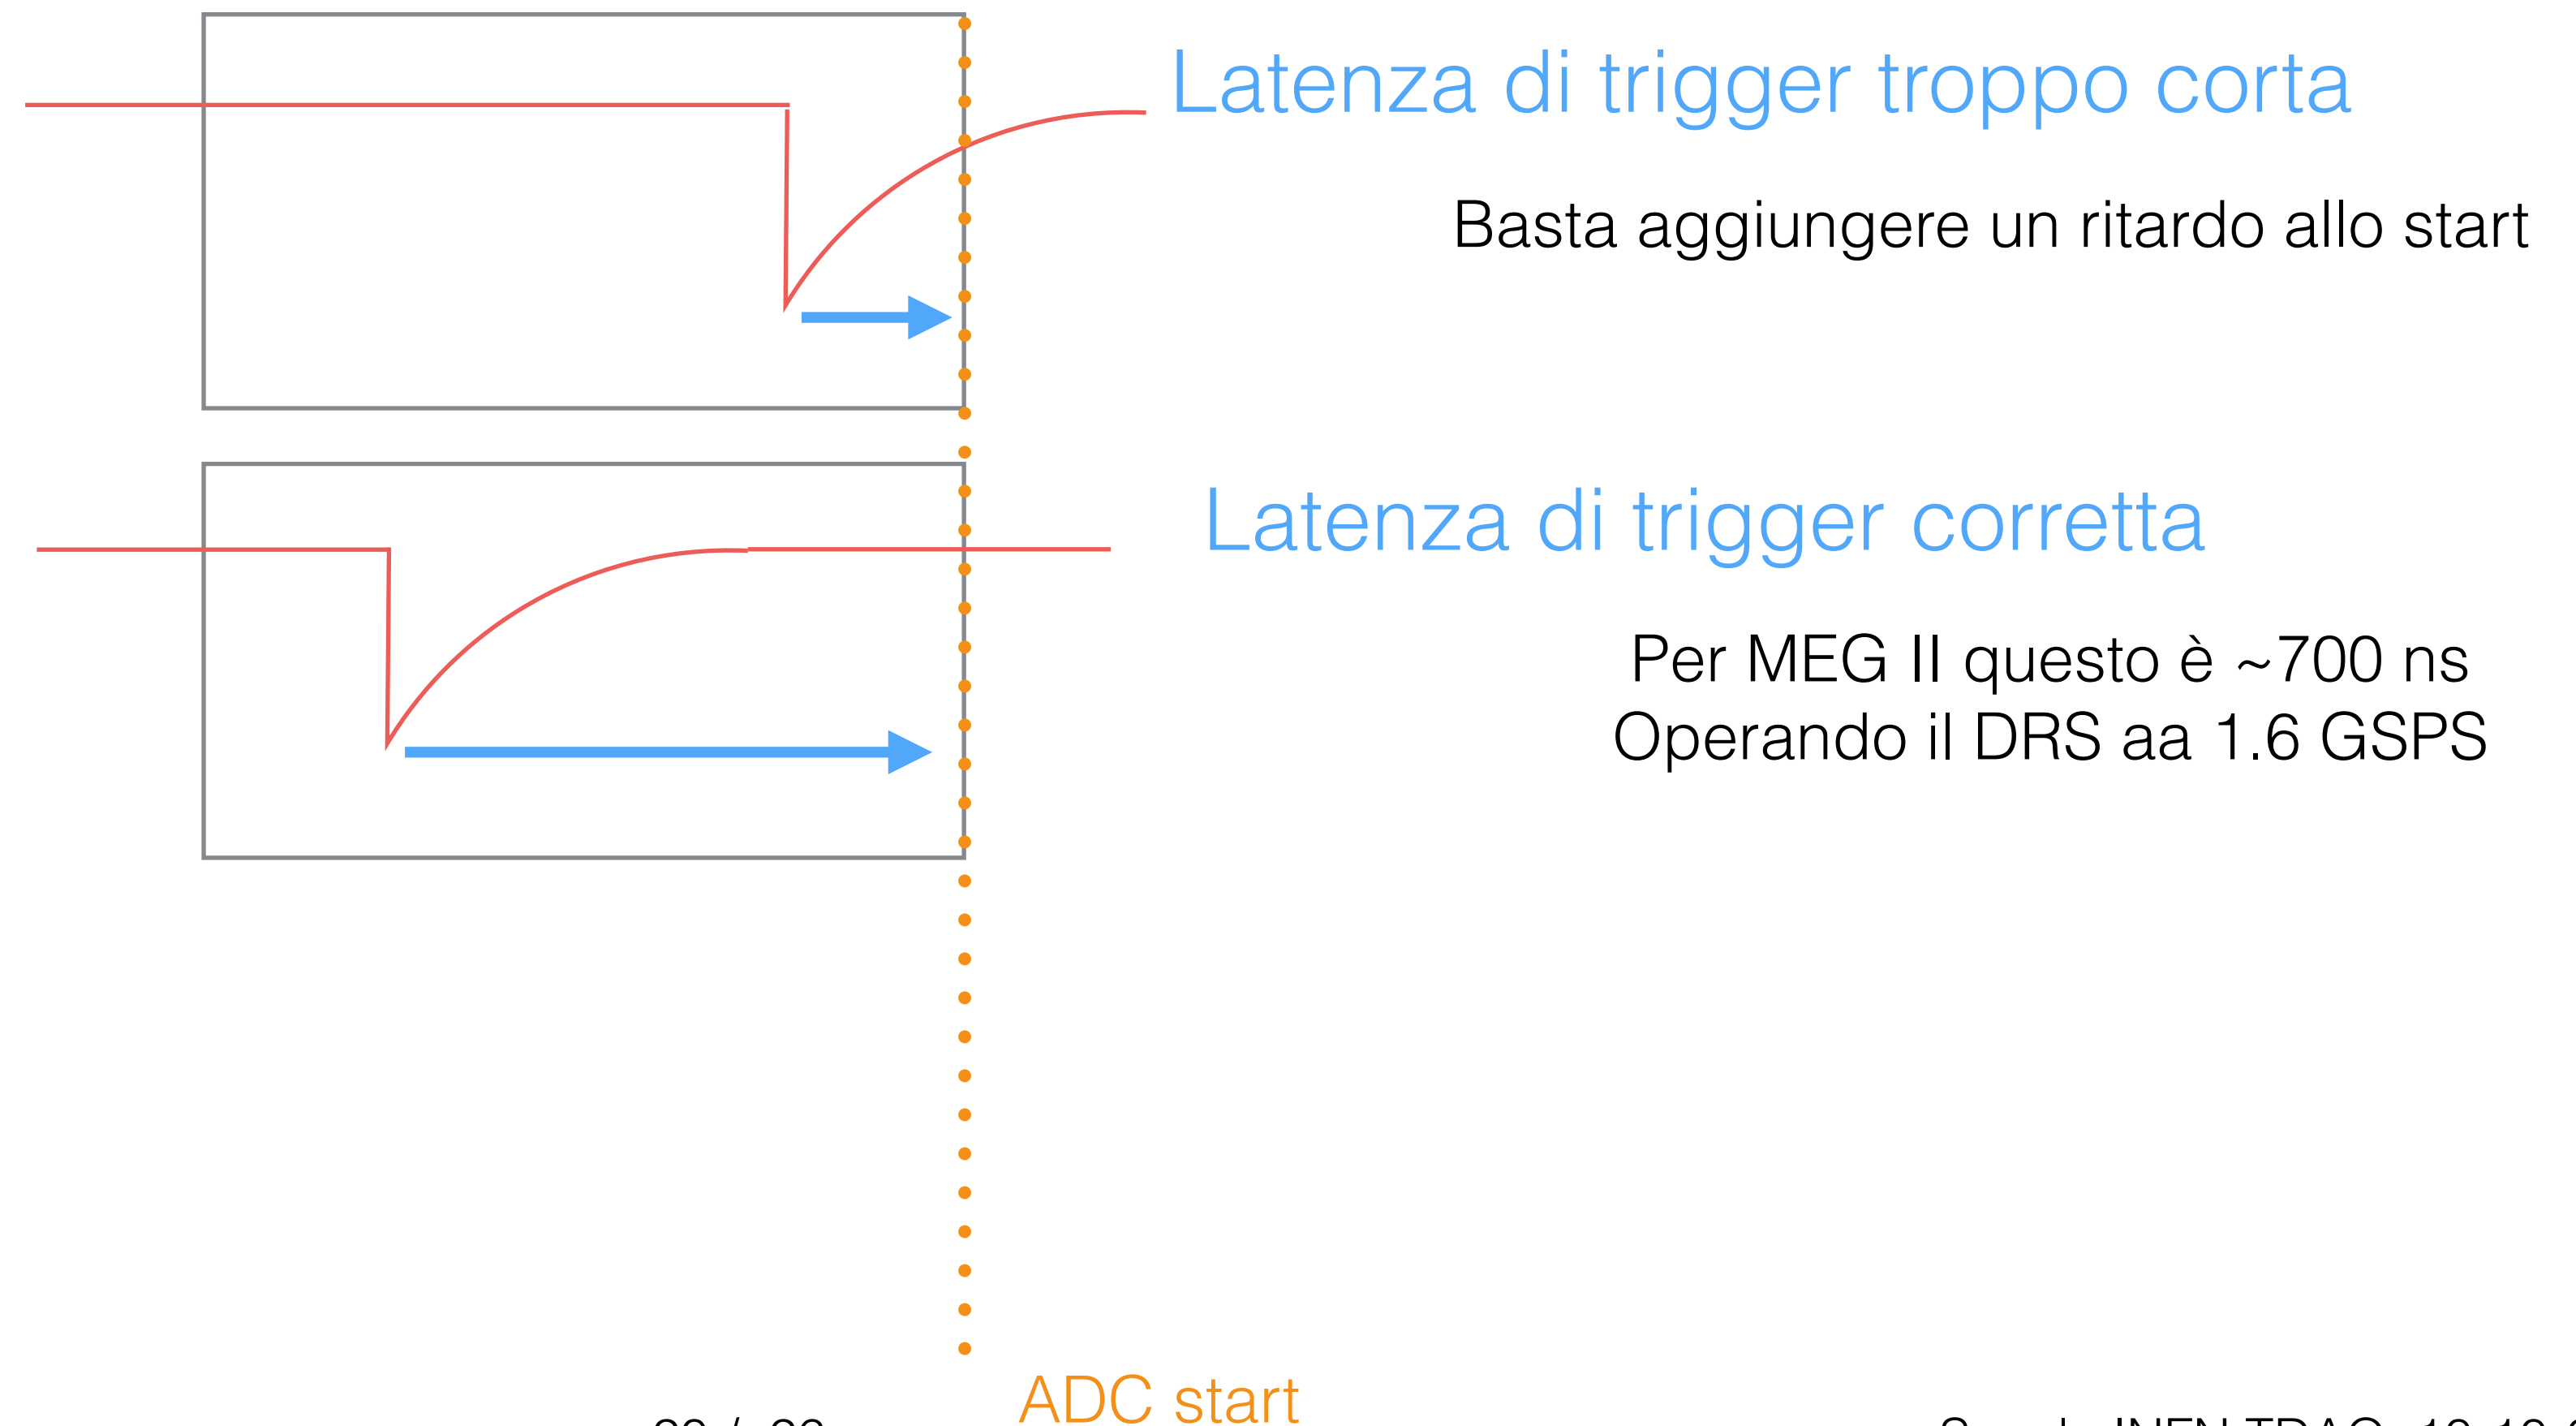 Latenza di trigger troppo corta
Basta aggiungere un ritardo allo start
Latenza di trigger corretta
Per MEG II questo è ~700 ns
Operando il DRS aa 1.6 GSPS
ADC start